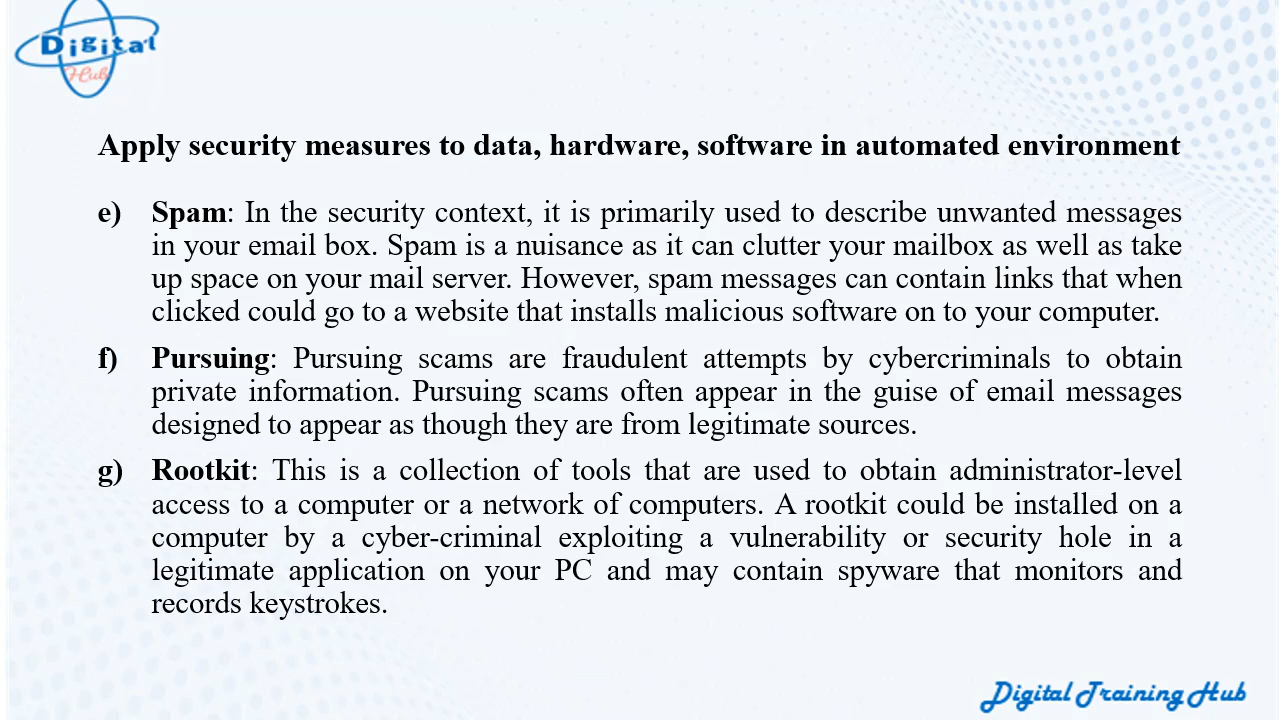 Digital
Hub
Apply security measures to data, hardware, software in automated environment
e) Spam: In the security context, it is primarily used to describe unwanted messages
in your email box. Spam is a nuisance as it can clutter your mailbox as well as take
up space on your mail server. However, spam messages can contain links that when
clicked could go to a website that installs malicious software on to your computer.
f) Pursuing: Pursuing scams are fraudulent attempts by cybercriminals to obtain
private information. Pursuing scams often appear in the guise of email messages
designed to appear as though they are from legitimate sources.
g) Rootkit: This is a collection of tools that are used to obtain administrator-level
access to a computer or a network of computers. A rootkit could be installed on a
computer by a cyber-criminal exploiting a vulnerability or security hole in a
legitimate application on your PC and may contain spyware that monitors and
records keystrokes.
Digital Training Hub